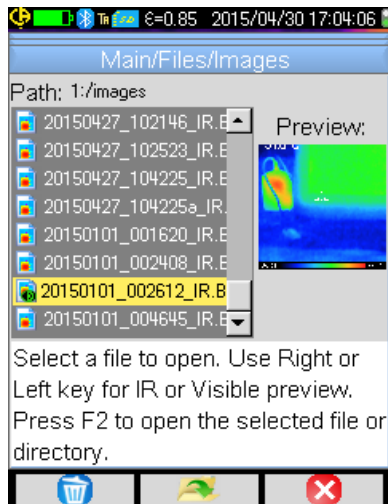 TR ε=0.85 2015/04/30 17:04:06
Main/Files/Images
Path: 1:/images
20150427_102146_IR.B
20150427_102523_IR.E
20150427_104225_IR.E
20150427_104225a_IR.
20150101_001620_IR.E
20150101_002408_IR.E
20150101_002612_IR.B
20150101_004645_IR.E
Preview:
Select a file to open. Use Right or
Left key for IR or Visible preview.
Press F2 to open the selected file or
directory.